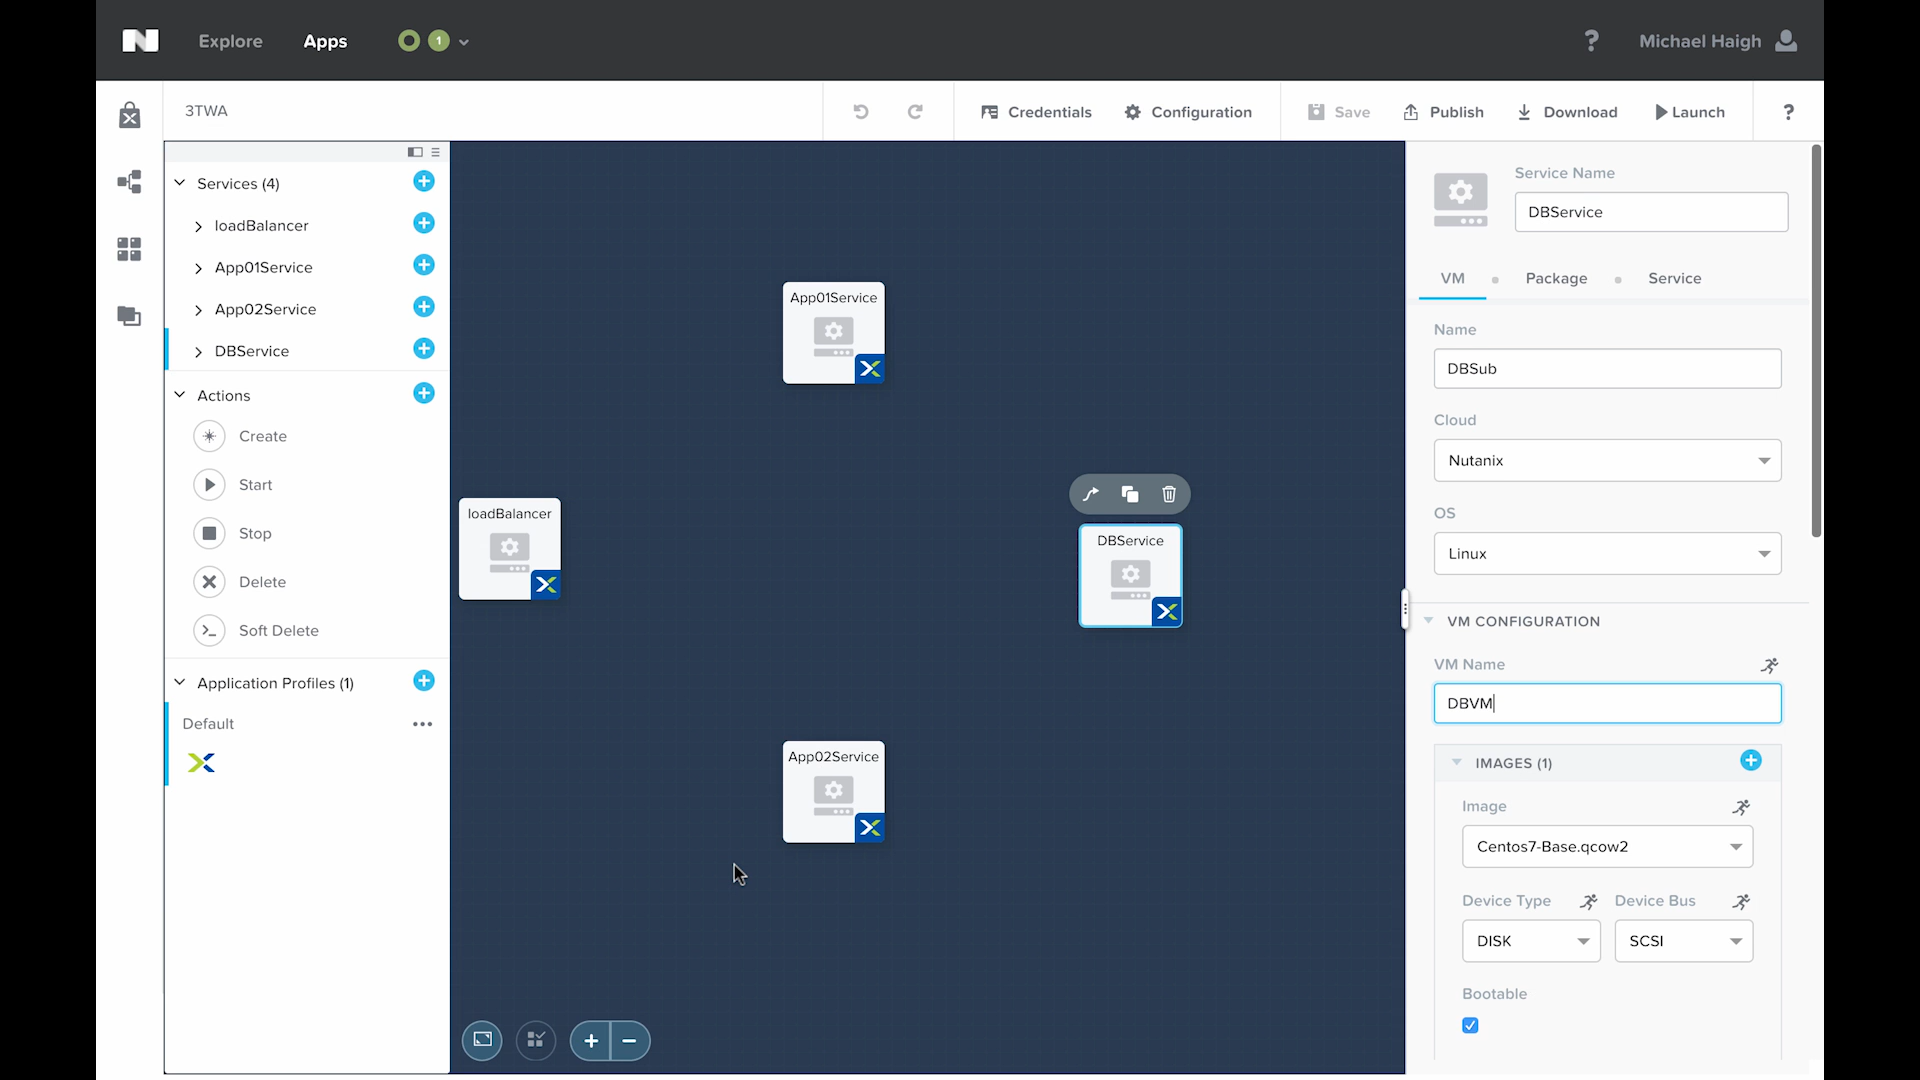 Explore
Apps
1
?
Michael Haigh
3TWA
Credentials
Configuration
Save
Publish
Download
Launch
?
Services (4)
loadBalancer
App01Service
App02Service
DBService
Actions
Create
Start
Stop
Delete
Soft Delete
Application Profiles (1)
Default
App01Service
loadBalancer
DBService
App02Service
Service Name
DBService
VM
Package
Service
Name
DBSub
Cloud
Nutanix
OS
Linux
VM CONFIGURATION
VM Name
DBVM
IMAGES (1)
Image
Centos7-Base.qcow2
Device Type
Device Bus
DISK
SCSI
Bootable